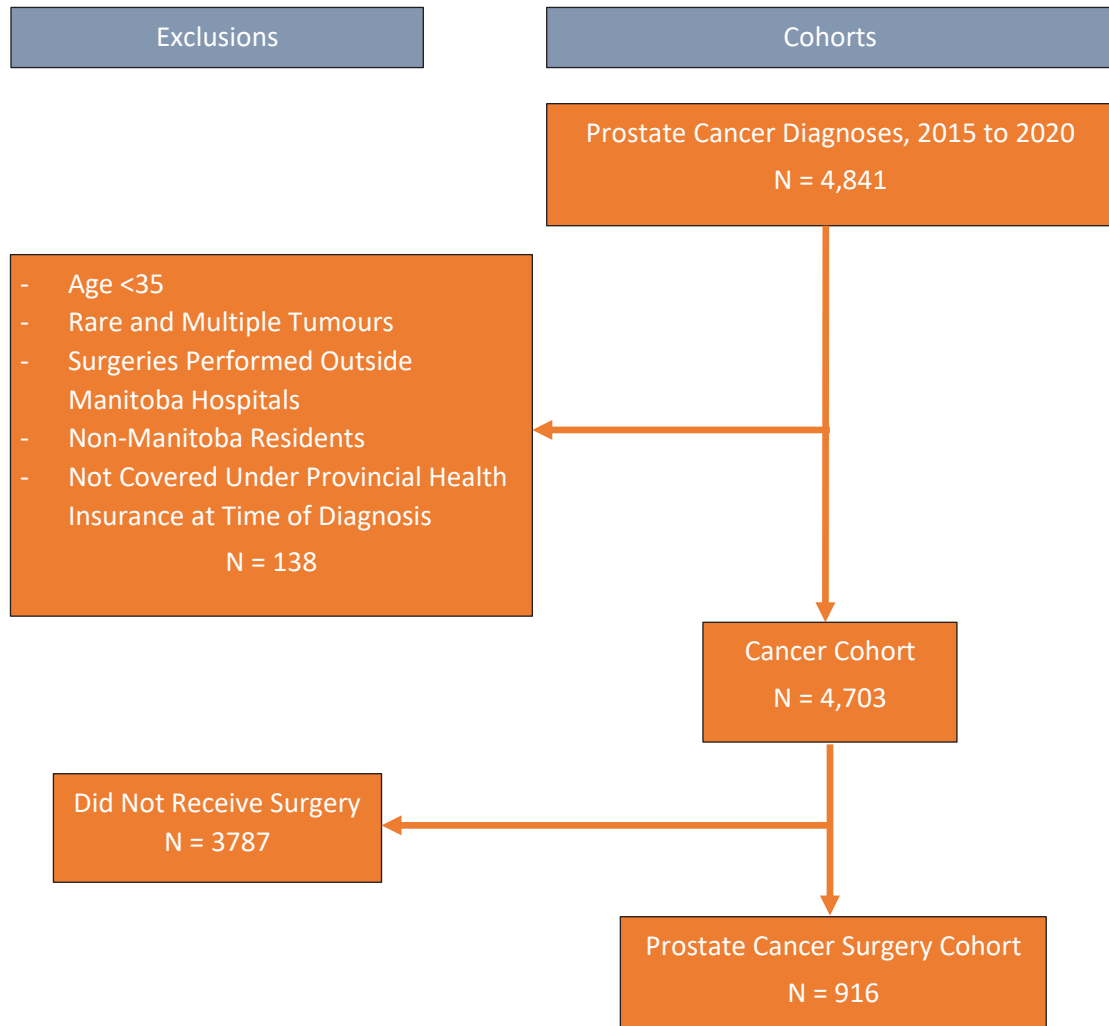 Exclusions
Cohorts
Prostate Cancer Diagnoses, 2015 to 2020
N = 4,841
- Age <35
- Rare and Multiple Tumours
- Surgeries Performed Outside
Manitoba Hospitals
- Non-Manitoba Residents
- Not Covered Under Provincial Health
Insurance at Time of Diagnosis
N = 138
Cancer Cohort
N = 4,703
Did Not Receive Surgery
N = 3787
Prostate Cancer Surgery Cohort
N = 916